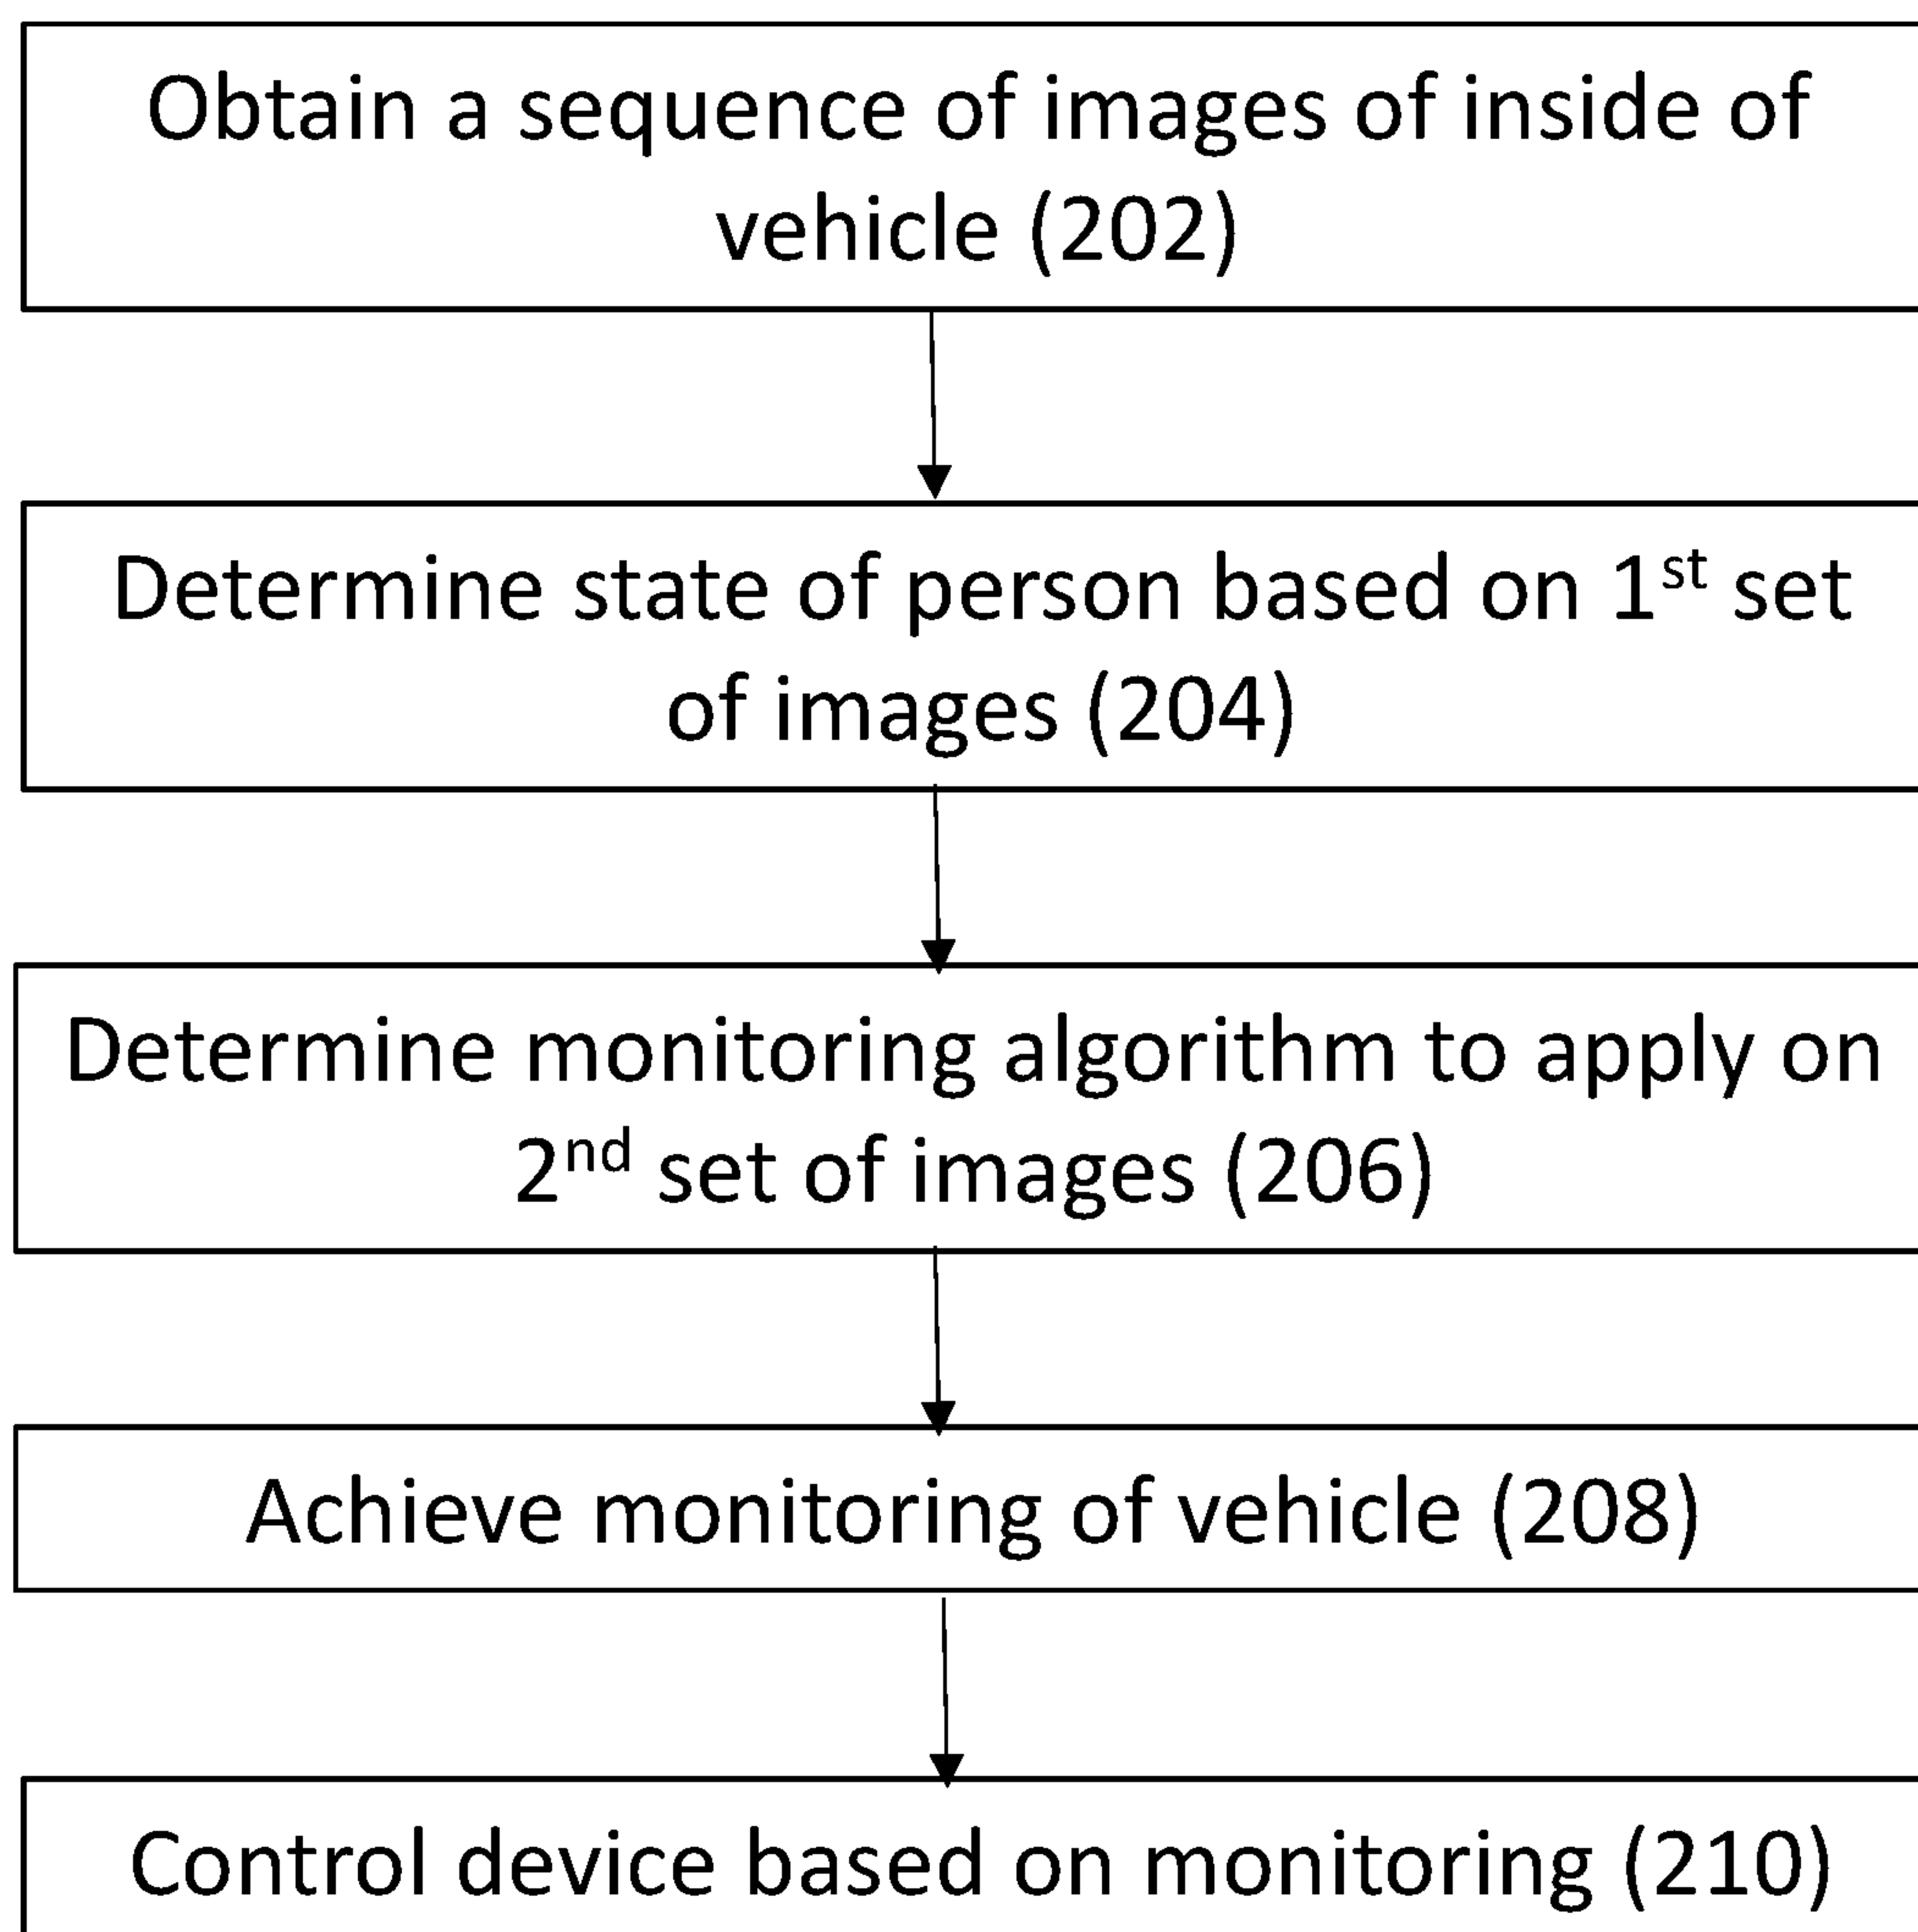 Obtain a sequence of images of inside of
vehicle (202)
Determine state of person based on 1st set
of images (204)
Determine monitoring algorithm to apply on
2nd set of images (206)
Achieve monitoring of vehicle (208)
Control device based on monitoring (210)